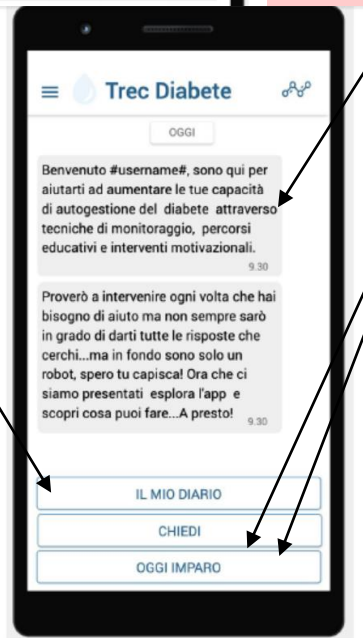 Trec Diabete
OGGI
Benvenuto #username#, sono qui per
aiutarti ad aumentare le tue capacità
di autogestione del diabete attraverso
tecniche di monitoraggio, percorsi
educativi e interventi motivazionali.
9.30
Proverò a intervenire ogni volta che hai
bisogno di aiuto ma non sempre sarò
in grado di darti tutte le risposte che
cerchi...ma in fondo sono solo un
robot, spero tu capisca! Ora che ci
siamo presentati esplora l'app e
scopri cosa puoi fare...A presto!
9.30
IL MIO DIARIO
CHIEDI
OGGI IMPARO